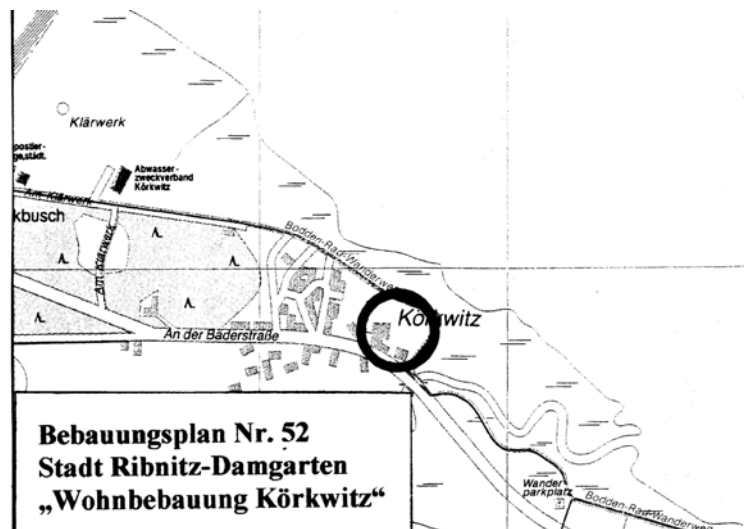 Klärwerk
Abwasser-
zweckverband
Körkwitz
Am Klärwerk
kbusch
Am Klärwerk
Bodden-Rad-Wanderweg
Körkwitz
An der Bäderstraße
Bebauungsplan Nr. 52
Stadt Ribnitz-Damgarten
„Wohnbebauung Körkwitz“
Wander
parkplatz
Bodden-Rad-Wanderweg